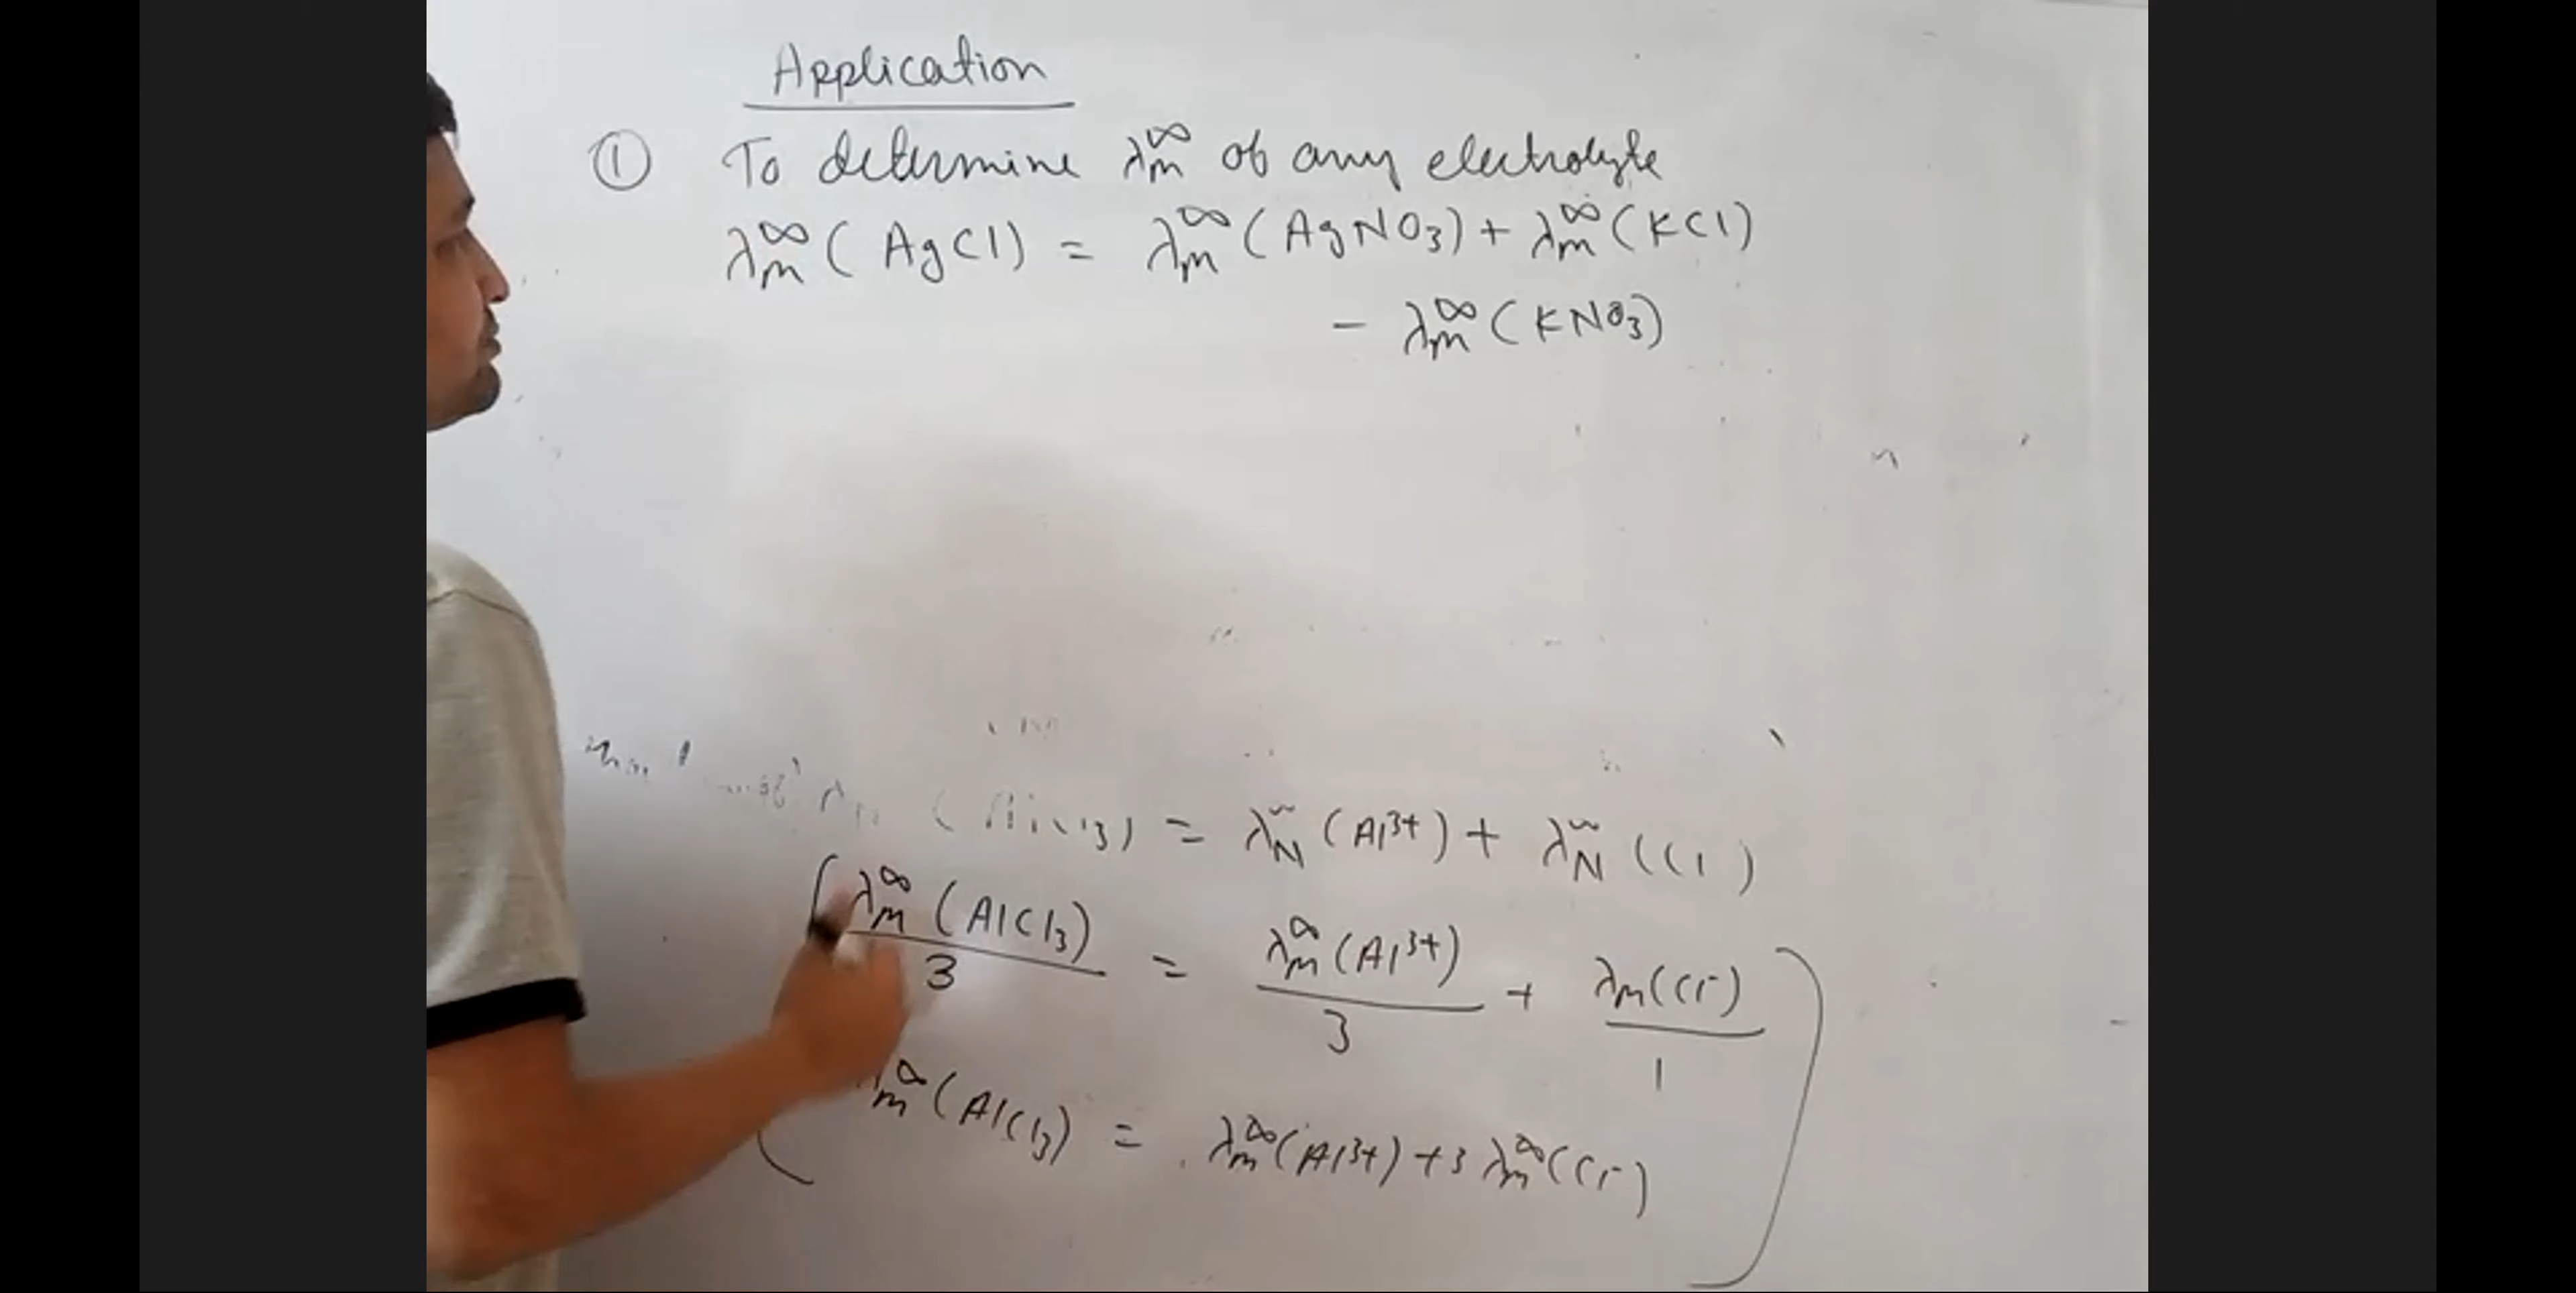 Application
① To determine λm∞ of any electrolyte
λm∞ (AgCl) = λm∞ (AgNO3) + λm∞ (KCl)
- λm∞ (KNO3)
= λN∞ (Al3+) + λN∞ (Cl )
λm∞ (AlCl3) / 3 = λm∞ (Al3+) / 3 + λm (Cl-) / 1
m∞ (AlCl3) = λm∞ (Al3+) + 3 λm∞ (Cl-)